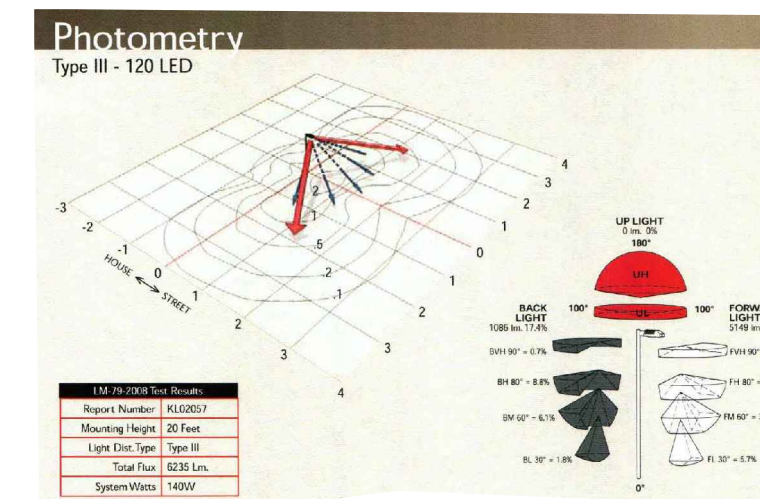 Photometry
Type III - 120 LED
-3
-2
-1
0
1
2
3
4
HOUSE
STREET
4
3
2
1
0
1
2
3
2
1
.5
.2
.1
UP LIGHT
0 lm. 0%
180°
UH
BACK LIGHT
1086 lm. 17.4%
100°
UL
100°
FORW
LIGHT
5149 lm
BVH 90° = 0.7%
FVH 90°
BH 80° = 8.8%
FH 80° =
BM 60° = 6.1%
FM 60° =
BL 30° = 1.8%
FL 30° = 5.7%
0°
LM-79-2008 Test Results
Report Number KL02057
Mounting Height 20 Feet
Light Dist. Type Type III
Total Flux 6235 Lm.
System Watts 140W